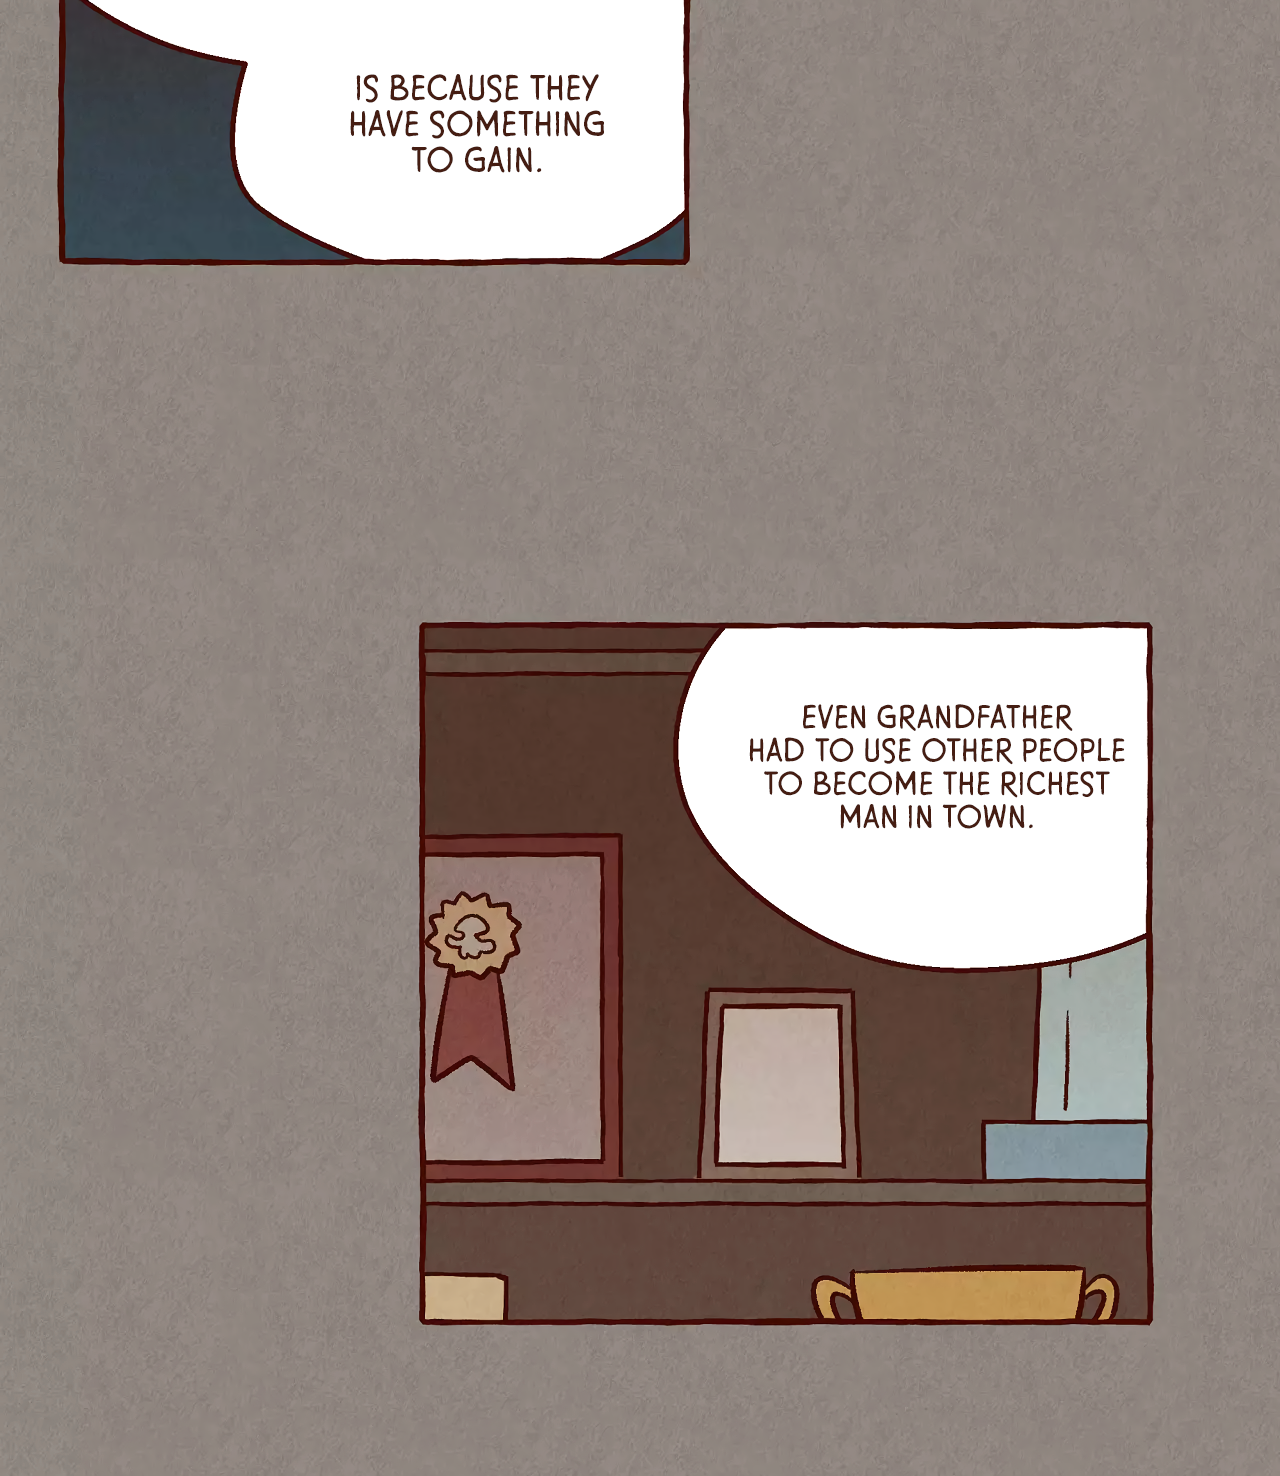 IS BECAUSE THEY
HAVE SOMETHING
TO GAIN.
EVEN GRANDFATHER
HAD TO USE OTHER PEOPLE
TO BECOME THE RICHEST
MAN IN TOWN.